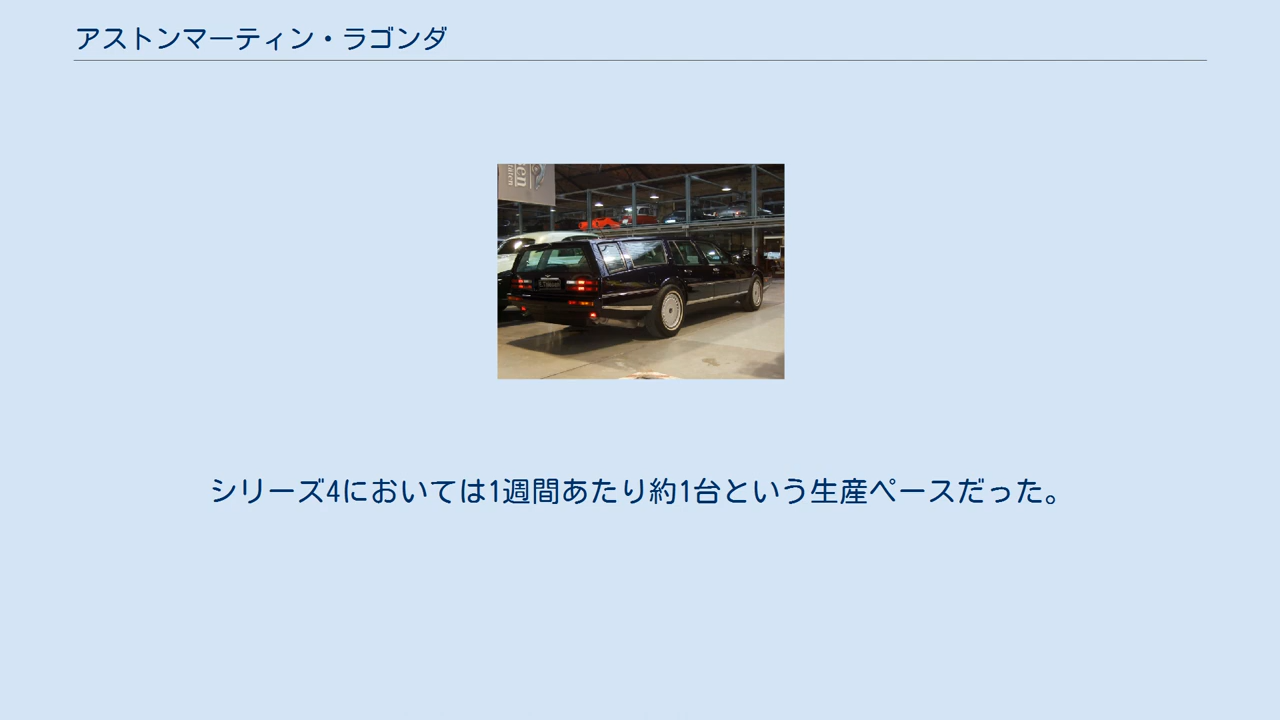 アストンマーティン・ラゴンダ
シリーズ4においては1週間あたり約1台という生産ペースだった。